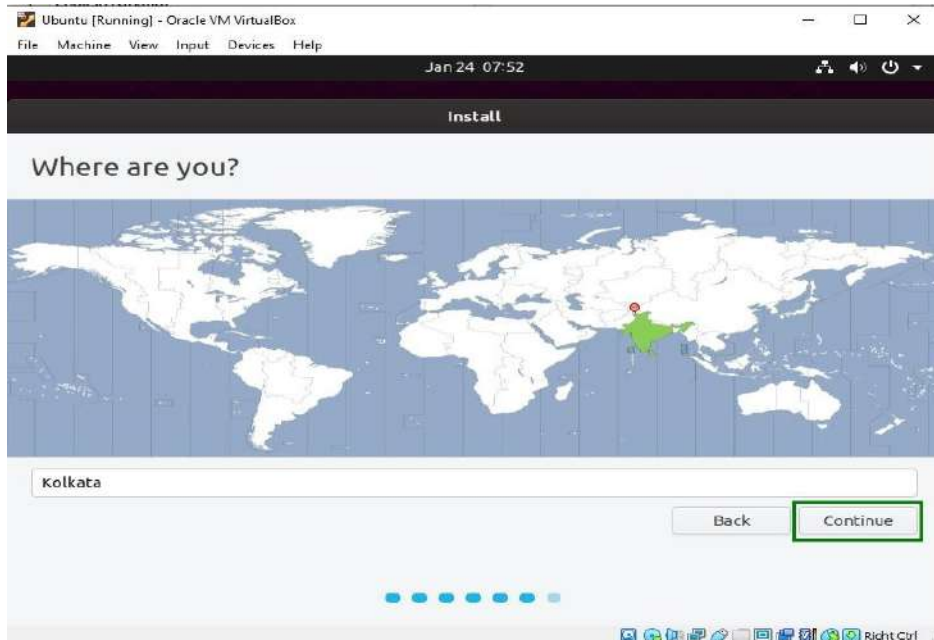 Ubuntu [Running] - Oracle VM VirtualBox
File Machine View Input Devices Help
Jan 24 07:52
Install
Where are you?
Kolkata
Back Continue
Right Ctrl